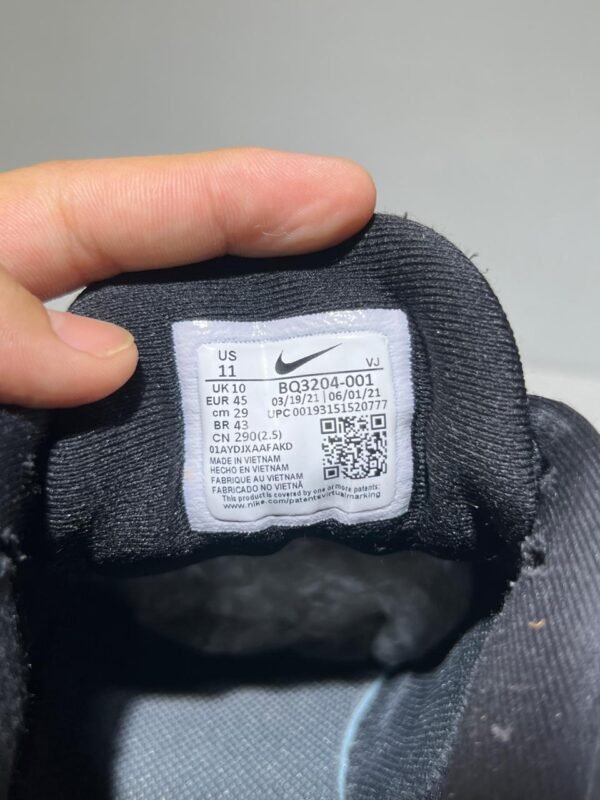 US
11
VJ
UK 10
EUR 45
cm 29
BR 43
CN 290(2.5)
BQ3204-001
03/19/21 | 06/01/21
UPC 00193151520777
01AYDJXAAFAKD
MADE IN VIETNAM
HECHO EN VIETNAM
FABRIQUE AU VIETNAM
FABRICADO NO VIETNÃ
This product is covered by one or more patents:
www.nike.com/patentsvirtualmarking